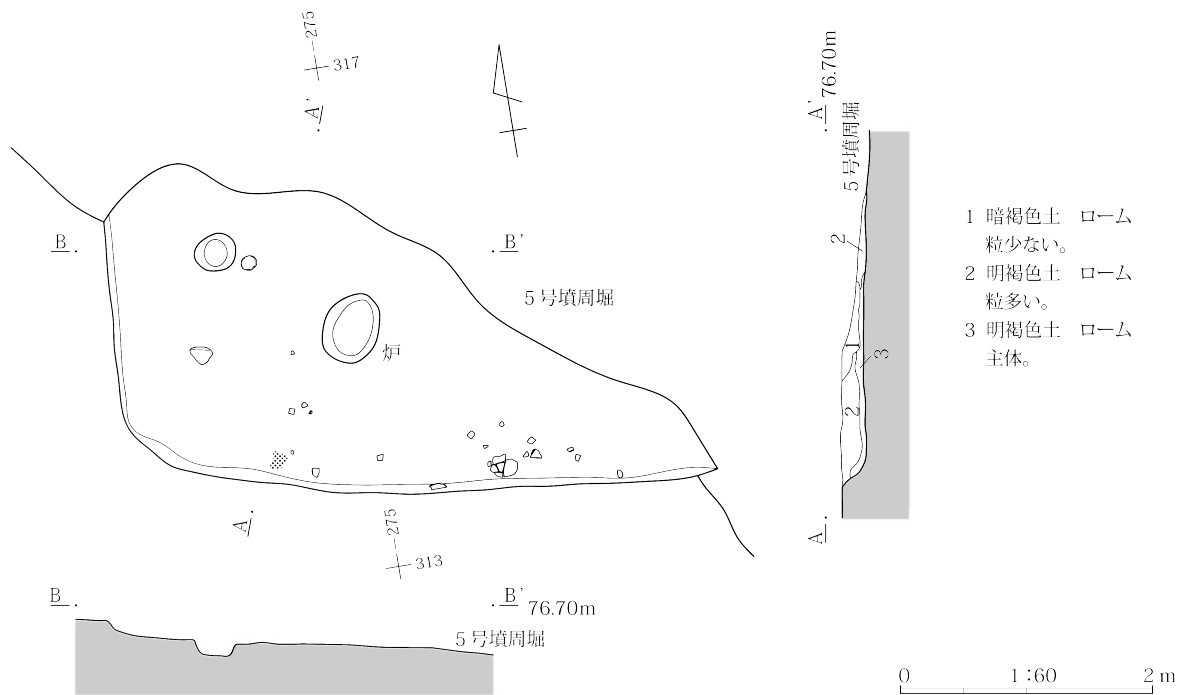 275
317
A'
B
B'
5号墳周堀
炉
A
275
313
B
B'
76.70m
5号墳周堀
A'
76.70m
5号墳周堀
2
3
2
A
1 暗褐色土 ローム
粒少ない。
2 明褐色土 ローム
粒多い。
3 明褐色土 ローム
主体。
0 1:60 2m